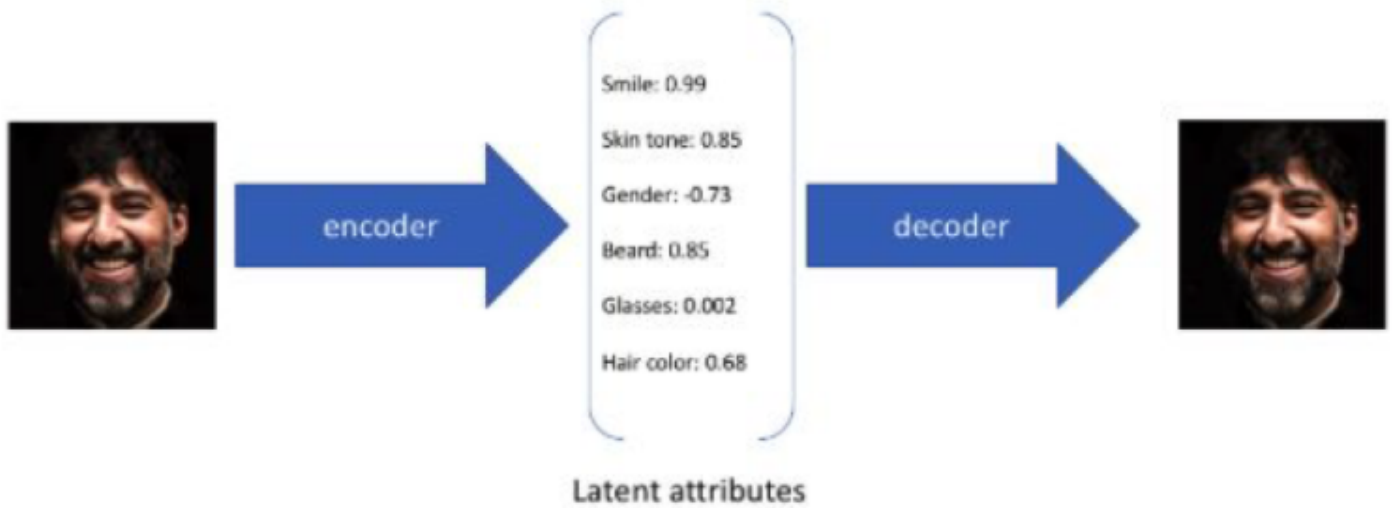 encoder
Smile: 0.99
Skin tone: 0.85
Gender: -0.73
Beard: 0.85
Glasses: 0.002
Hair color: 0.68
decoder
Latent attributes